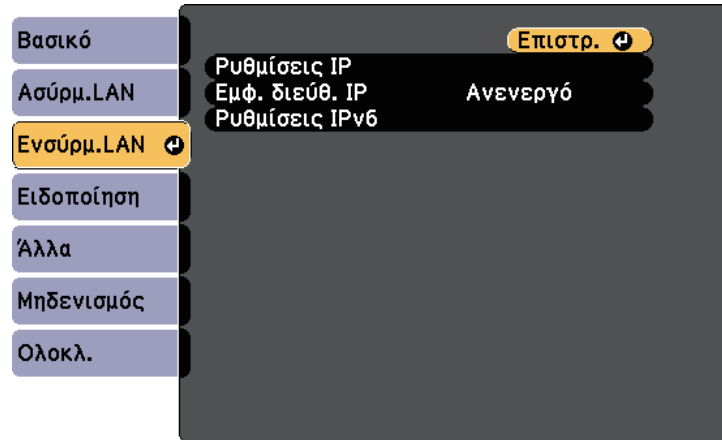 Βασικό
Ασύρμ.LAN
Ενσύρμ.LAN
Ειδοποίηση
Άλλα
Μηδενισμός
Ολοκλ.
Επιστρ.
Ρυθμίσεις IP
Εμφ. διεύθ. IP Ανενεργό
Ρυθμίσεις IPv6